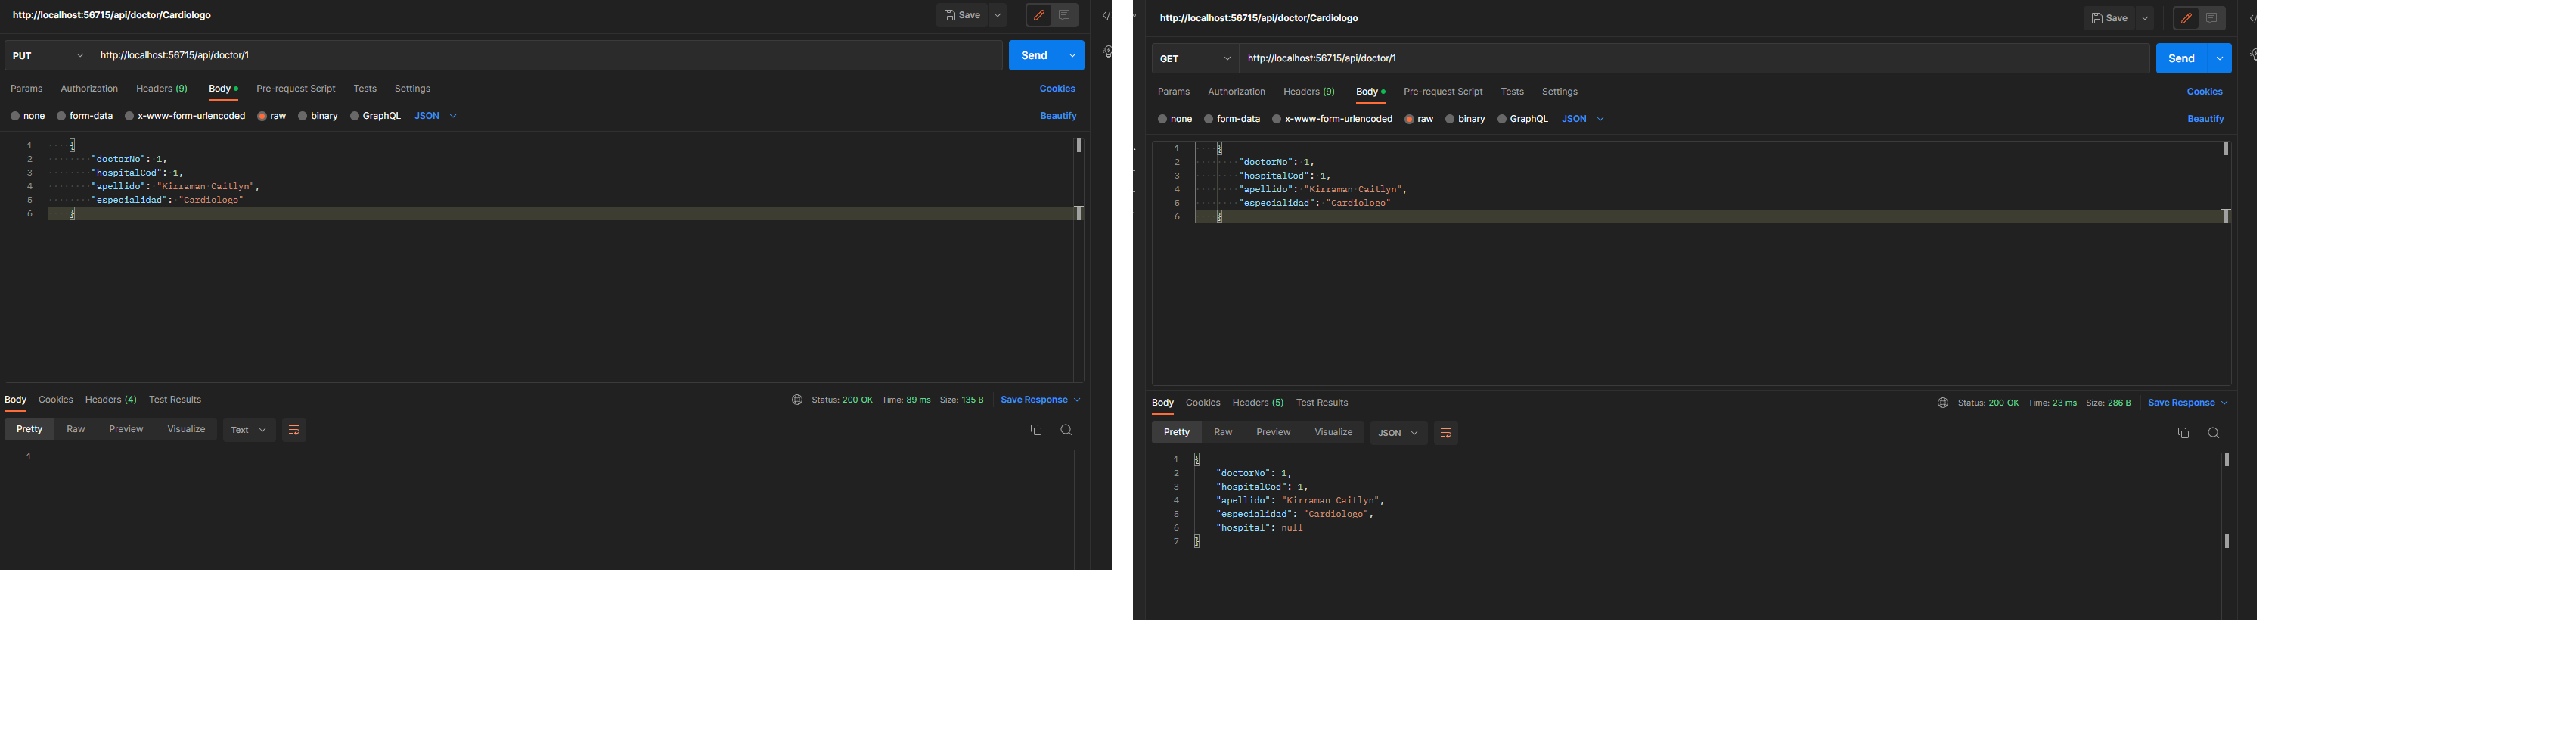 http://localhost:56715/api/doctor/Cardiologo
Save
PUT
http://localhost:56715/api/doctor/1
Send
Params Authorization Headers (9) Body Pre-request Script Tests Settings Cookies
none form-data x-www-form-urlencoded raw binary GraphQL JSON Beautify
1 {
2 "doctorNo": 1,
3 "hospitalCod": 1,
4 "apellido": "Kirraman Caitlyn",
5 "especialidad": "Cardiologo"
6 }
Body Cookies Headers (4) Test Results Status: 200 OK Time: 89 ms Size: 135 B Save Response
Pretty Raw Preview Visualize Text
1
http://localhost:56715/api/doctor/Cardiologo
Save
GET
http://localhost:56715/api/doctor/1
Send
Params Authorization Headers (9) Body Pre-request Script Tests Settings Cookies
none form-data x-www-form-urlencoded raw binary GraphQL JSON Beautify
1 {
2 "doctorNo": 1,
3 "hospitalCod": 1,
4 "apellido": "Kirraman Caitlyn",
5 "especialidad": "Cardiologo"
6 }
Body Cookies Headers (5) Test Results Status: 200 OK Time: 23 ms Size: 286 B Save Response
Pretty Raw Preview Visualize JSON
1 {
2 "doctorNo": 1,
3 "hospitalCod": 1,
4 "apellido": "Kirraman Caitlyn",
5 "especialidad": "Cardiologo",
6 "hospital": null
7 }